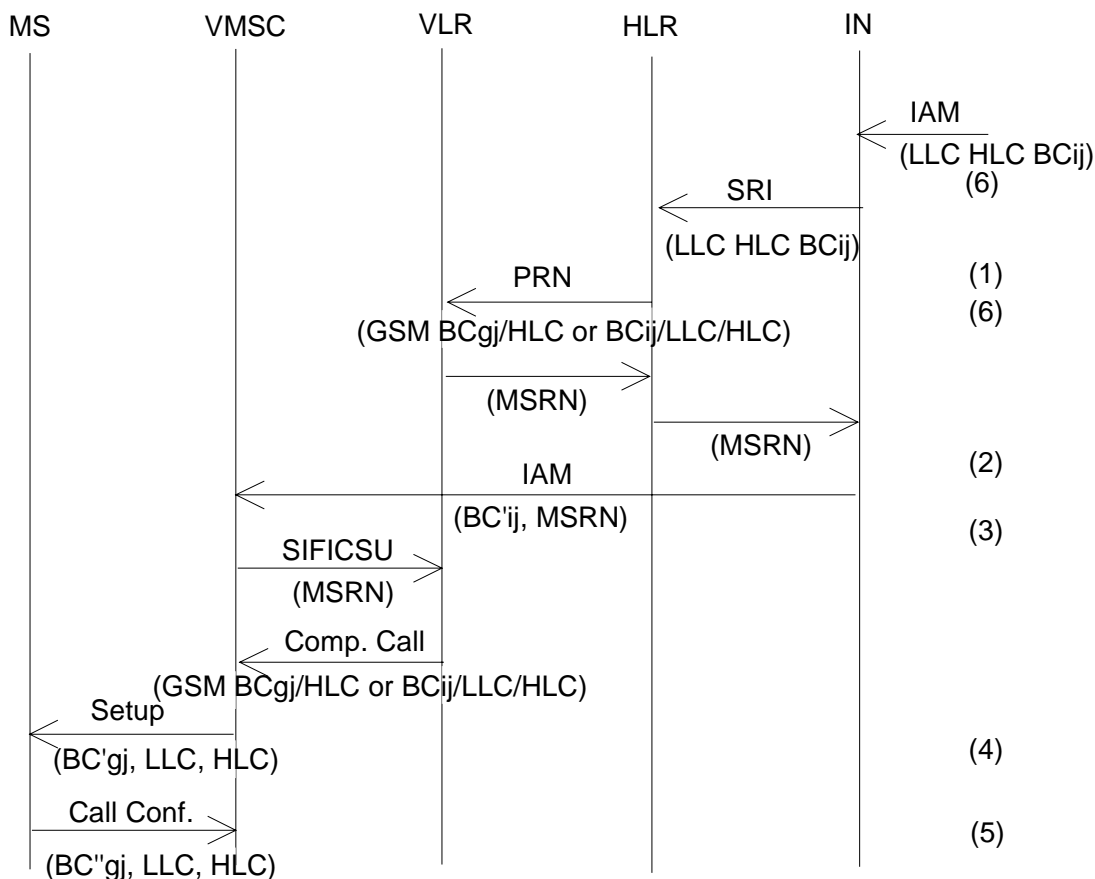 MS VMSC VLR HLR IN
IAM
(LLC HLC BCij)
(6)
SRI
(LLC HLC BCij)
(1)
PRN
(6)
(GSM BCgj/HLC or BCij/LLC/HLC)
(MSRN)
(MSRN)
(2)
IAM
(BC'ij, MSRN)
(3)
SIFICSU
(MSRN)
Comp. Call
(GSM BCgj/HLC or BCij/LLC/HLC)
Setup
(BC'gj, LLC, HLC)
(4)
Call Conf.
(5)
(BC"gj, LLC, HLC)